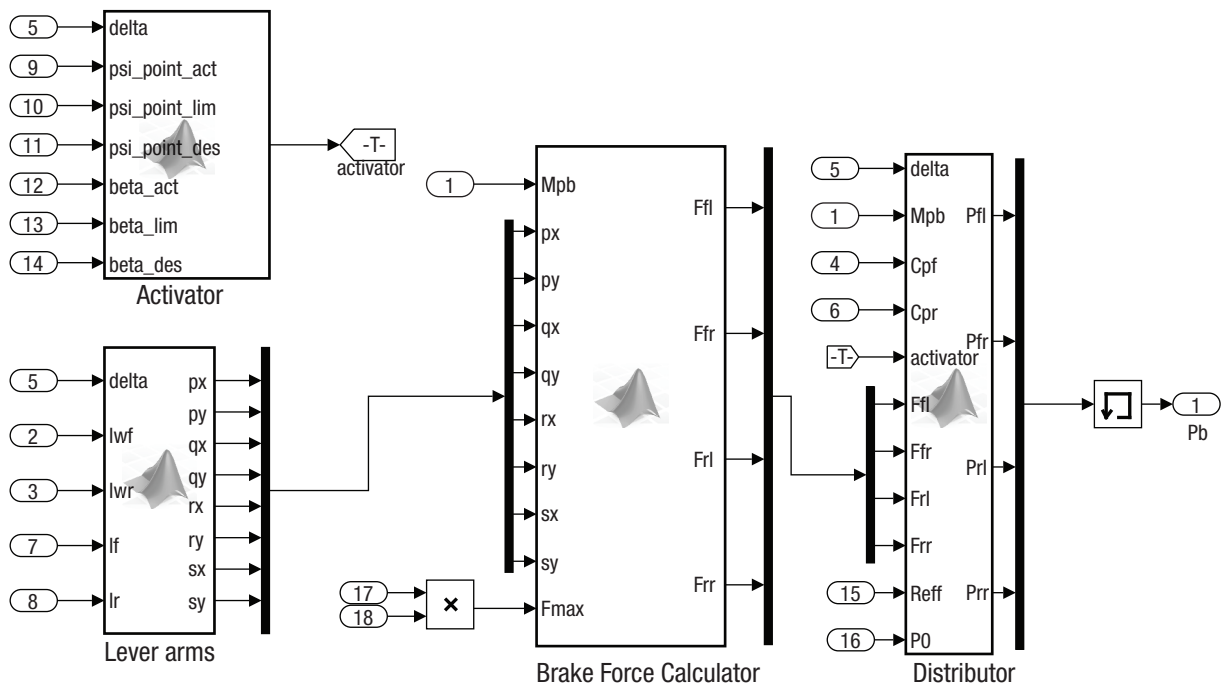 5
delta
9
psi_point_act
10
psi_point_lim
11
psi_point_des
12
beta_act
13
beta_lim
14
beta_des
Activator
-T-
activator
5
delta
2
lwf
3
lwr
7
lf
8
lr
px
py
qx
qy
rx
ry
sx
sy
Lever arms
1
Mpb
px
py
qx
qy
rx
ry
sx
sy
17
18
×
Fmax
Ffl
Ffr
Frl
Frr
Brake Force Calculator
5
delta
1
Mpb
4
Cpf
6
Cpr
-T-
activator
Ffl
Ffr
Frl
Frr
15
Reff
16
P0
Pfl
Pfr
Prl
Prr
Distributor
1
Pb